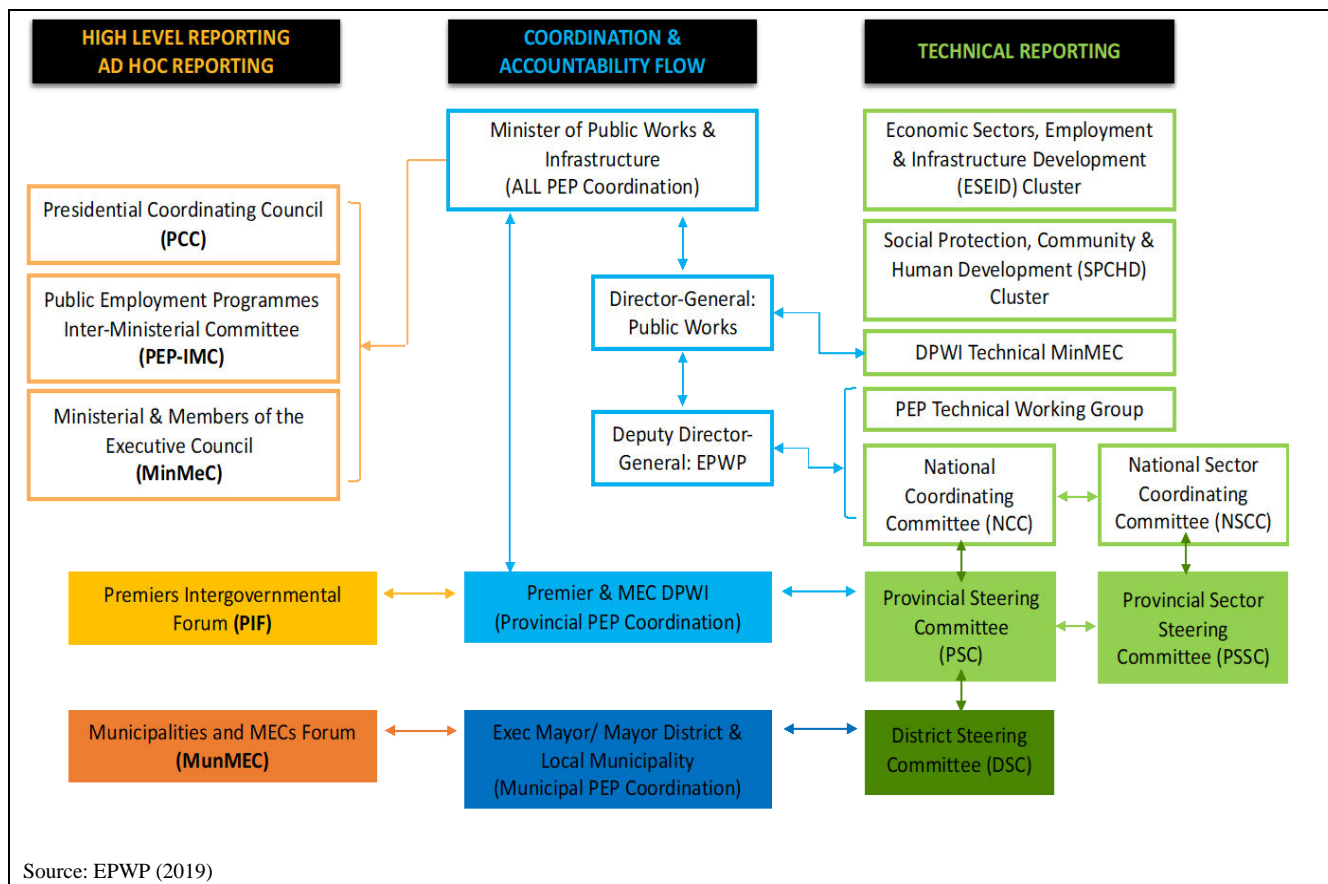 HIGH LEVEL REPORTING
AD HOC REPORTING
COORDINATION &
ACCOUNTABILITY FLOW
TECHNICAL REPORTING
Minister of Public Works &
Infrastructure
(ALL PEP Coordination)
Economic Sectors, Employment
& Infrastructure Development
(ESEID) Cluster
Presidential Coordinating Council
(PCC)
Social Protection, Community &
Human Development (SPCHD)
Cluster
Public Employment Programmes
Inter-Ministerial Committee
(PEP-IMC)
Director-General:
Public Works
DPWI Technical MinMEC
Ministerial & Members of the
Executive Council
(MinMeC)
Deputy Director-
General: EPWP
PEP Technical Working Group
National
Coordinating
Committee (NCC)
National Sector
Coordinating
Committee (NSCC)
Premiers Intergovernmental
Forum (PIF)
Premier & MEC DPWI
(Provincial PEP Coordination)
Provincial Steering
Committee
(PSC)
Provincial Sector
Steering
Committee (PSSC)
Municipalities and MECs Forum
(MunMEC)
Exec Mayor/ Mayor District &
Local Municipality
(Municipal PEP Coordination)
District Steering
Committee (DSC)
Source: EPWP (2019)